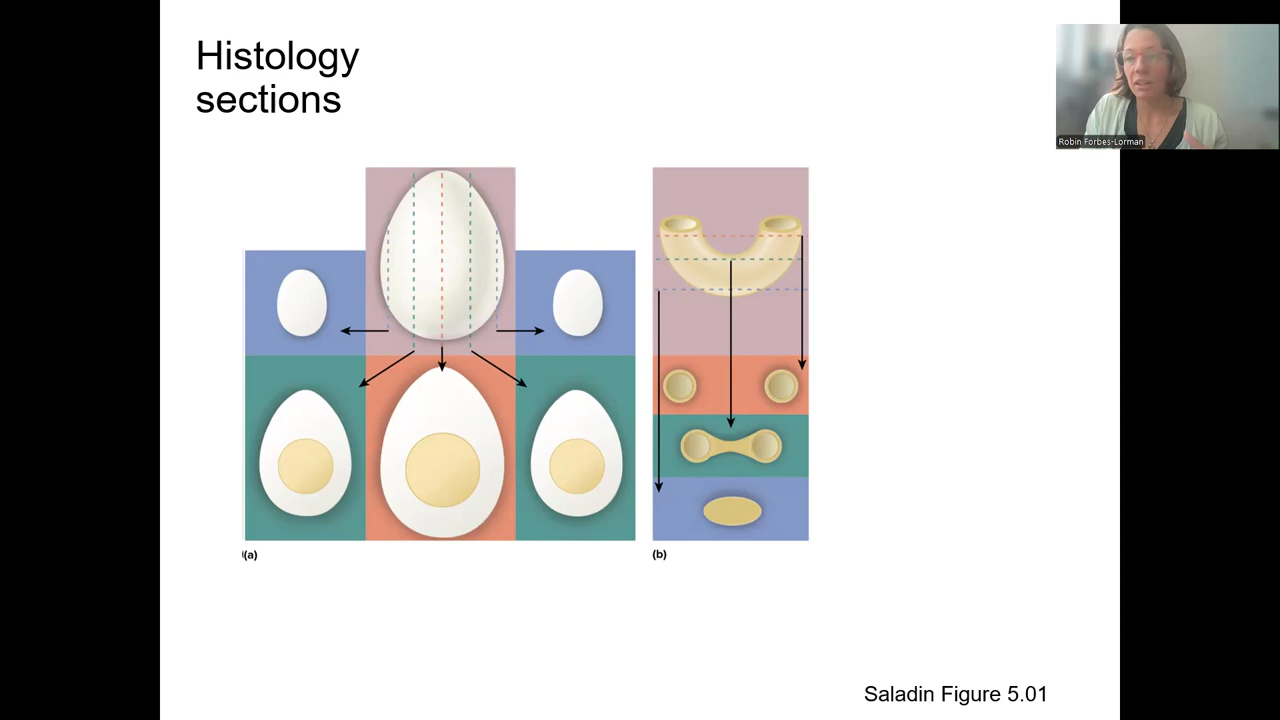 Histology
sections
Robin Forbes-Lorman
(a)
(b)
Saladin Figure 5.01